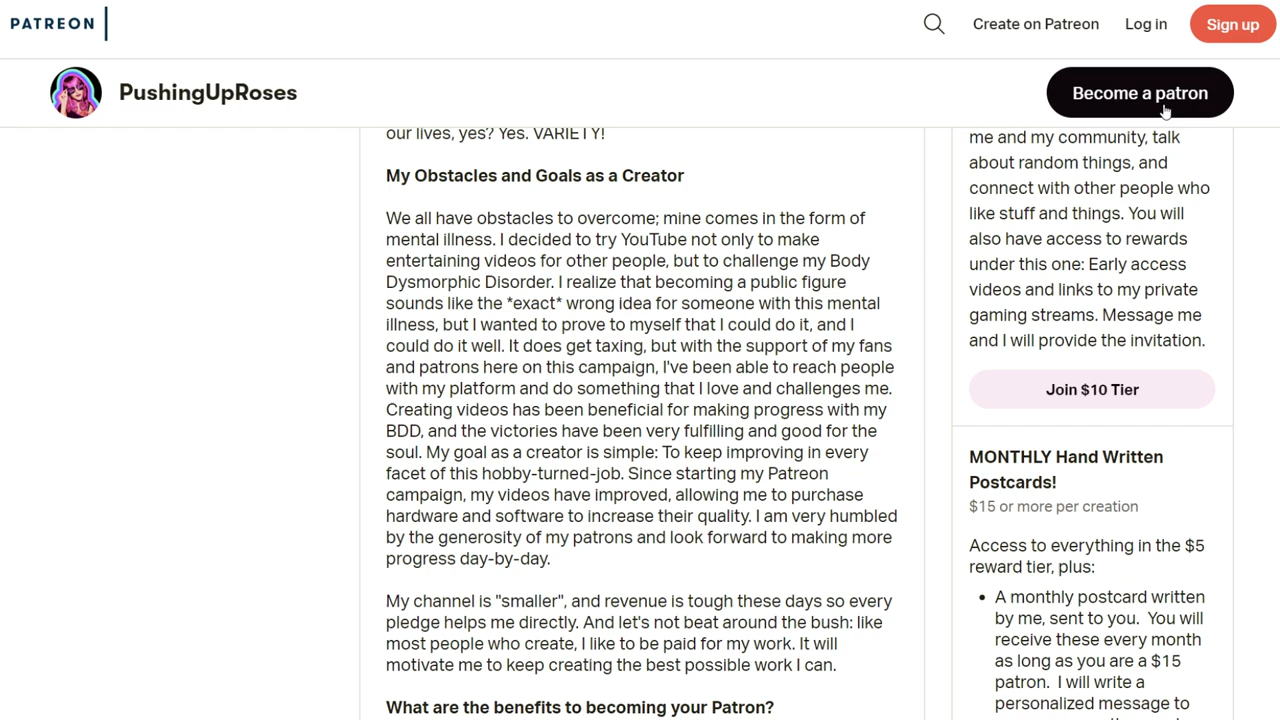 PATREON
Create on Patreon
Log in
Sign up
PushingUpRoses
Become a patron
our lives, yes? Yes. VARIETY!
My Obstacles and Goals as a Creator
We all have obstacles to overcome; mine comes in the form of
mental illness. I decided to try YouTube not only to make
entertaining videos for other people, but to challenge my Body
Dysmorphic Disorder. I realize that becoming a public figure
sounds like the *exact* wrong idea for someone with this mental
illness, but I wanted to prove to myself that I could do it, and I
could do it well. It does get taxing, but with the support of my fans
and patrons here on this campaign, I've been able to reach people
with my platform and do something that I love and challenges me.
Creating videos has been beneficial for making progress with my
BDD, and the victories have been very fulfilling and good for the
soul. My goal as a creator is simple: To keep improving in every
facet of this hobby-turned-job. Since starting my Patreon
campaign, my videos have improved, allowing me to purchase
hardware and software to increase their quality. I am very humbled
by the generosity of my patrons and look forward to making more
progress day-by-day.
My channel is "smaller", and revenue is tough these days so every
pledge helps me directly. And let's not beat around the bush: like
most people who create, I like to be paid for my work. It will
motivate me to keep creating the best possible work I can.
What are the benefits to becoming your Patron?
me and my community, talk
about random things, and
connect with other people who
like stuff and things. You will
also have access to rewards
under this one: Early access
videos and links to my private
gaming streams. Message me
and I will provide the invitation.
Join $10 Tier
MONTHLY Hand Written
Postcards!
$15 or more per creation
Access to everything in the $5
reward tier, plus:
• A monthly postcard written
by me, sent to you. You will
receive these every month
as long as you are a $15
patron. I will write a
personalized message to